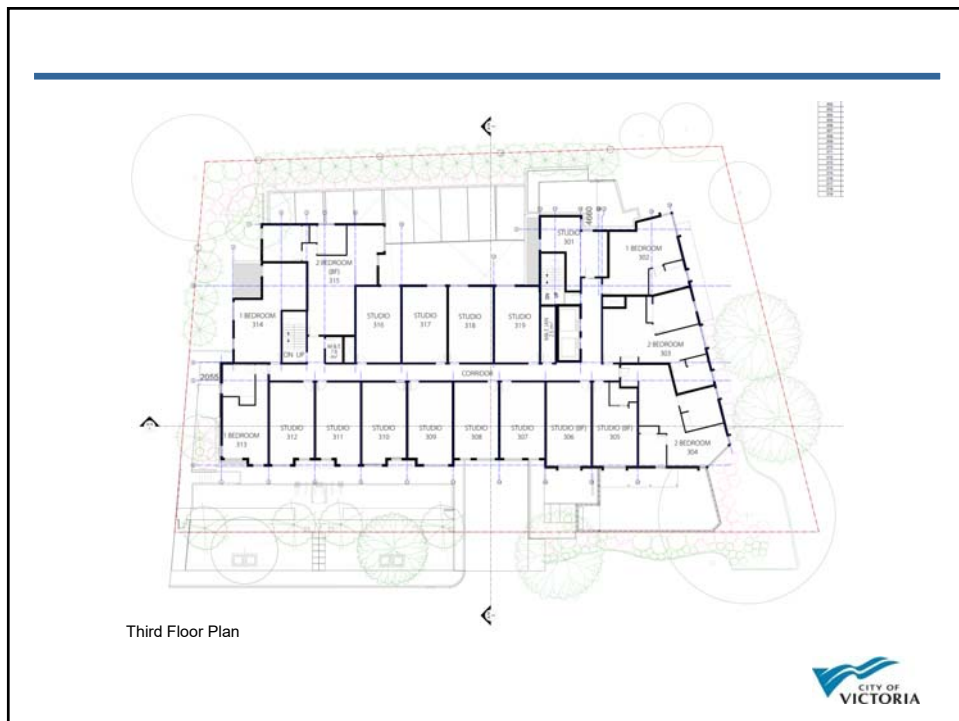 4660
STUDIO
301
1 BEDROOM
302
2 BEDROOM
(BF)
315
1 BEDROOM
314
STUDIO
316
STUDIO
317
STUDIO
318
STUDIO
319
2 BEDROOM
303
DN UP
CORRIDOR
2055
1 BEDROOM
313
STUDIO
312
STUDIO
311
STUDIO
310
STUDIO
309
STUDIO
308
STUDIO
307
STUDIO (BF)
306
STUDIO (BF)
305
2 BEDROOM
304
Third Floor Plan
CITY OF
VICTORIA